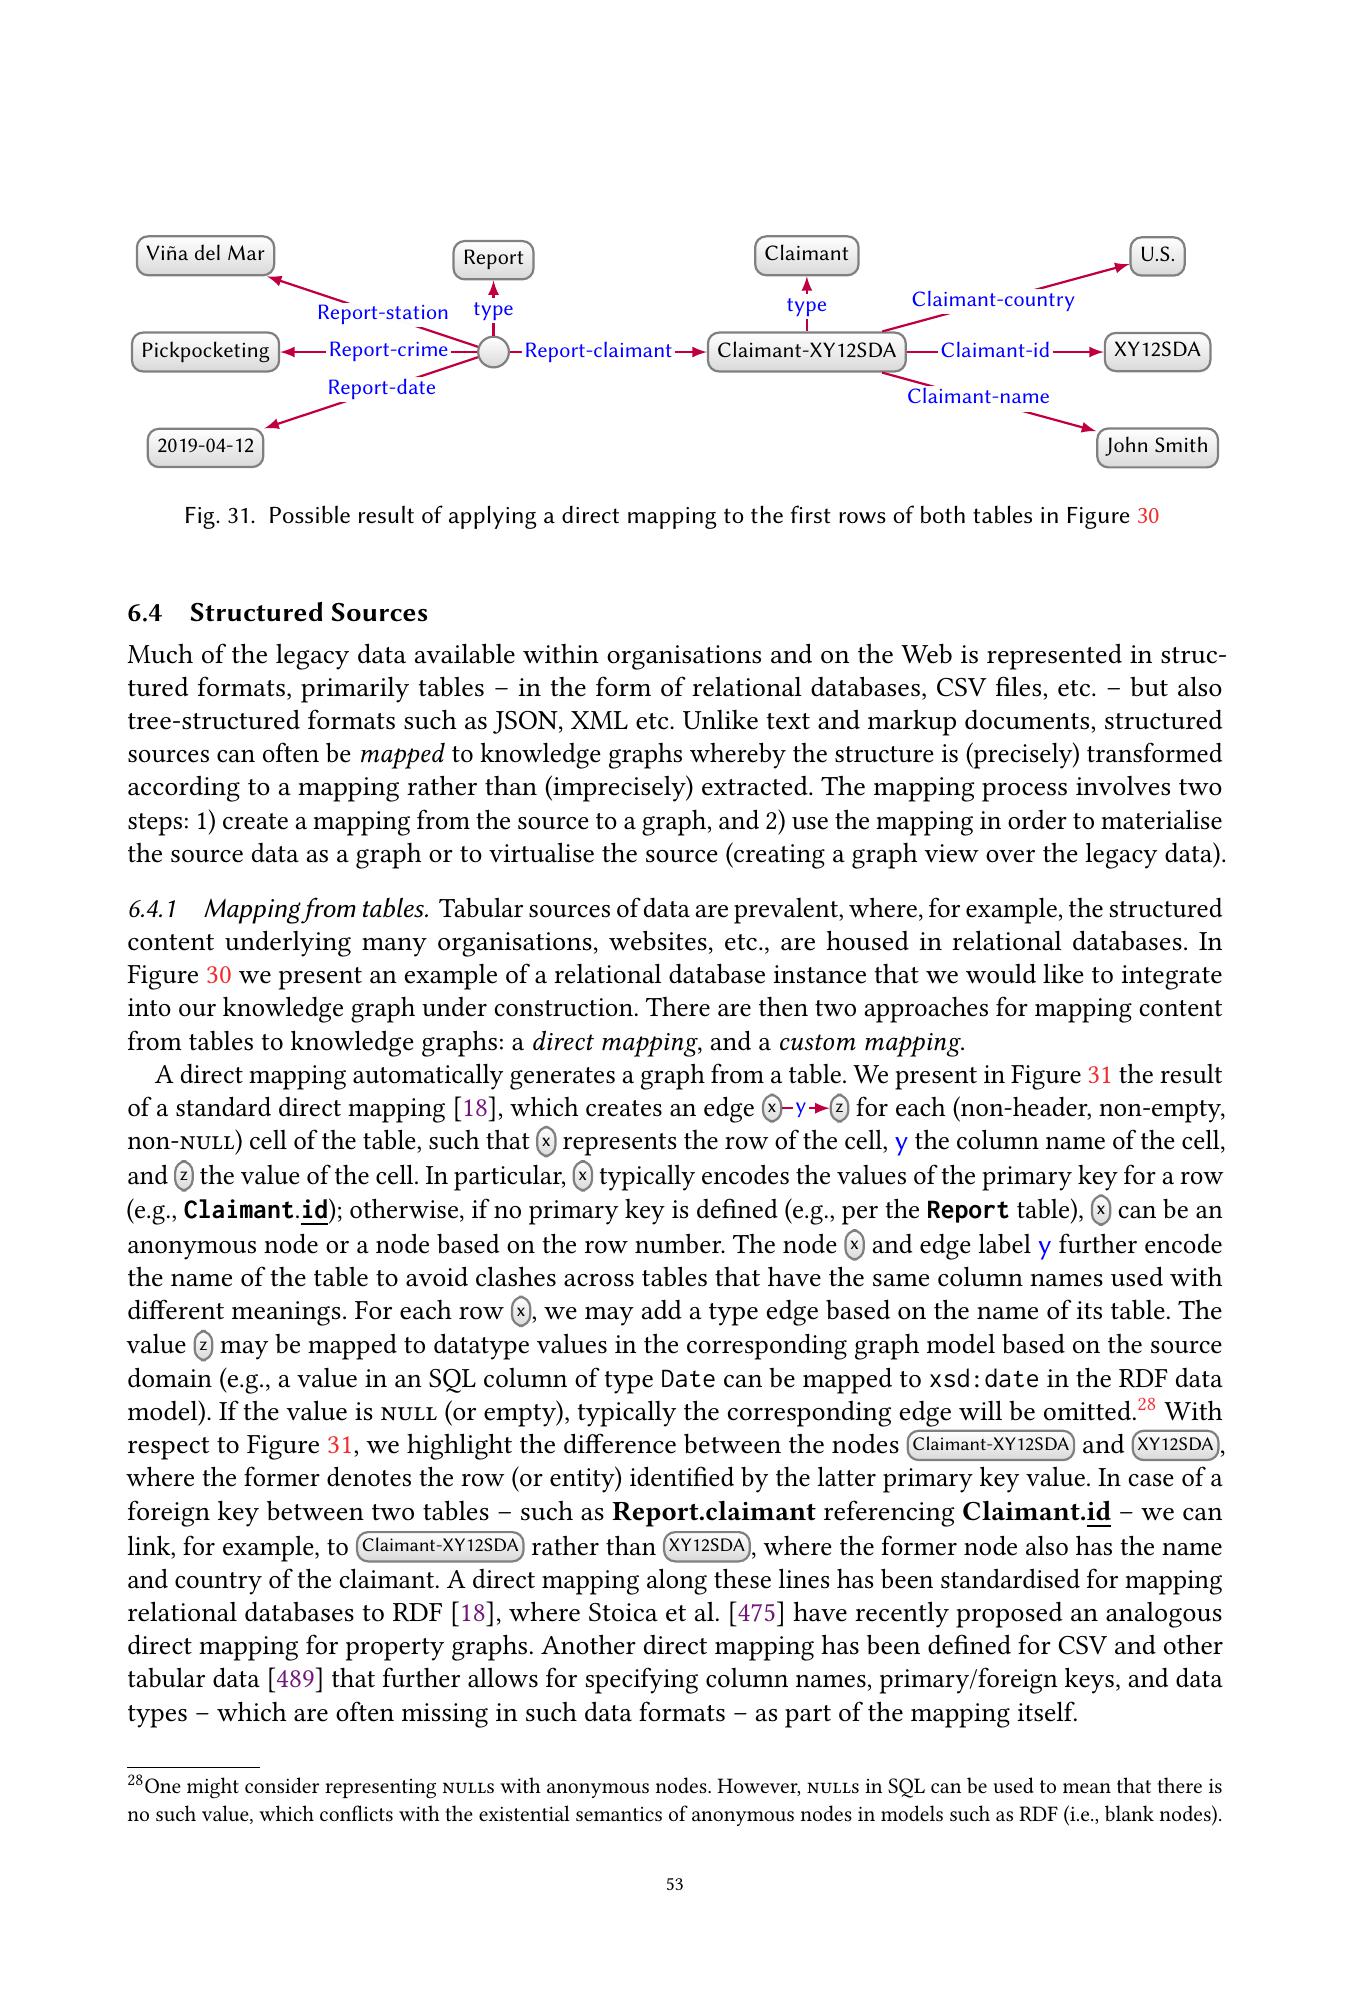 Viña del Mar
Report
Claimant
U.S.
Report-station
type
type
Claimant-country
Pickpocketing
Report-crime
Report-claimant
Claimant-XY12SDA
Claimant-id
XY12SDA
Report-date
Claimant-name
2019-04-12
John Smith
Fig. 31. Possible result of applying a direct mapping to the first rows of both tables in Figure 30
6.4 Structured Sources
Much of the legacy data available within organisations and on the Web is represented in struc-
tured formats, primarily tables – in the form of relational databases, CSV files, etc. – but also
tree-structured formats such as JSON, XML etc. Unlike text and markup documents, structured
sources can often be mapped to knowledge graphs whereby the structure is (precisely) transformed
according to a mapping rather than (imprecisely) extracted. The mapping process involves two
steps: 1) create a mapping from the source to a graph, and 2) use the mapping in order to materialise
the source data as a graph or to virtualise the source (creating a graph view over the legacy data).
6.4.1 Mapping from tables. Tabular sources of data are prevalent, where, for example, the structured
content underlying many organisations, websites, etc., are housed in relational databases. In
Figure 30 we present an example of a relational database instance that we would like to integrate
into our knowledge graph under construction. There are then two approaches for mapping content
from tables to knowledge graphs: a direct mapping, and a custom mapping.
A direct mapping automatically generates a graph from a table. We present in Figure 31 the result
of a standard direct mapping [18], which creates an edge x y z for each (non-header, non-empty,
non-NULL) cell of the table, such that x represents the row of the cell, y the column name of the cell,
and z the value of the cell. In particular, x typically encodes the values of the primary key for a row
(e.g., Claimant.id); otherwise, if no primary key is defined (e.g., per the Report table), x can be an
anonymous node or a node based on the row number. The node x and edge label y further encode
the name of the table to avoid clashes across tables that have the same column names used with
different meanings. For each row x, we may add a type edge based on the name of its table. The
value z may be mapped to datatype values in the corresponding graph model based on the source
domain (e.g., a value in an SQL column of type Date can be mapped to xsd:date in the RDF data
model). If the value is NULL (or empty), typically the corresponding edge will be omitted.28 With
respect to Figure 31, we highlight the difference between the nodes Claimant-XY12SDA and XY12SDA,
where the former denotes the row (or entity) identified by the latter primary key value. In case of a
foreign key between two tables – such as Report.claimant referencing Claimant.id – we can
link, for example, to Claimant-XY12SDA rather than XY12SDA, where the former node also has the name
and country of the claimant. A direct mapping along these lines has been standardised for mapping
relational databases to RDF [18], where Stoica et al. [475] have recently proposed an analogous
direct mapping for property graphs. Another direct mapping has been defined for CSV and other
tabular data [489] that further allows for specifying column names, primary/foreign keys, and data
types – which are often missing in such data formats – as part of the mapping itself.
28One might consider representing NULLs with anonymous nodes. However, NULLs in SQL can be used to mean that there is
no such value, which conflicts with the existential semantics of anonymous nodes in models such as RDF (i.e., blank nodes).
53